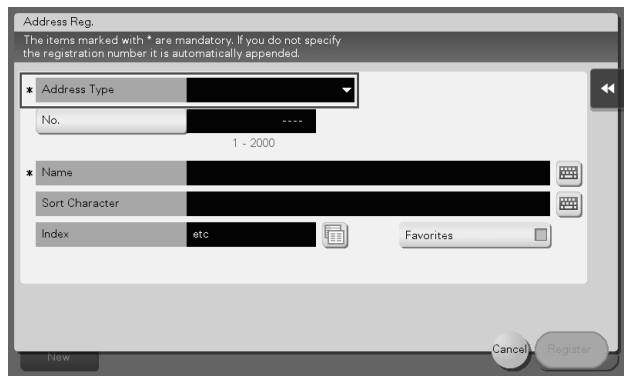 Address Reg.
The items marked with * are mandatory. If you do not specify
the registration number it is automatically appended.
* Address Type
No. ----
1 - 2000
* Name
Sort Character
Index etc Favorites
Cancel Register
New